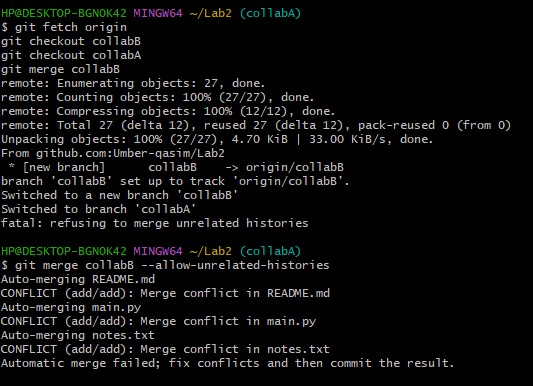 HP@DESKTOP-BGNOK42 MINGW64 ~/Lab2 (collabA)
$ git fetch origin
git checkout collabB
git checkout collabA
git merge collabB
remote: Enumerating objects: 27, done.
remote: Counting objects: 100% (27/27), done.
remote: Compressing objects: 100% (12/12), done.
remote: Total 27 (delta 12), reused 27 (delta 12), pack-reused 0 (from 0)
Unpacking objects: 100% (27/27), 4.70 KiB | 33.00 KiB/s, done.
From github.com:Umber-qasim/Lab2
 * [new branch]      collabB    -> origin/collabB
branch 'collabB' set up to track 'origin/collabB'.
Switched to a new branch 'collabB'
Switched to branch 'collabA'
fatal: refusing to merge unrelated histories
HP@DESKTOP-BGNOK42 MINGW64 ~/Lab2 (collabA)
$ git merge collabB --allow-unrelated-histories
Auto-merging README.md
CONFLICT (add/add): Merge conflict in README.md
Auto-merging main.py
CONFLICT (add/add): Merge conflict in main.py
Auto-merging notes.txt
CONFLICT (add/add): Merge conflict in notes.txt
Automatic merge failed; fix conflicts and then commit the result.